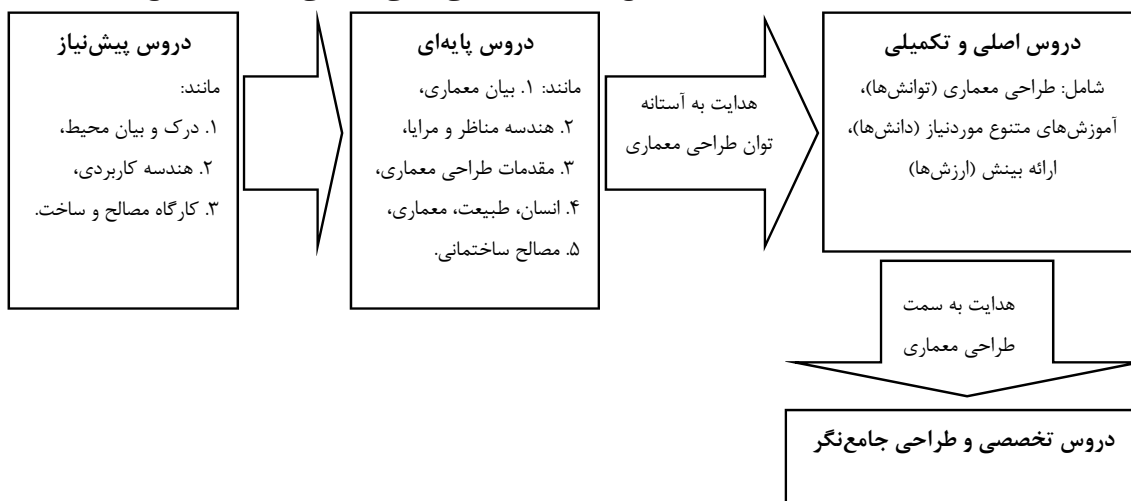 دروس پیش‌نیاز
مانند:
۱. درک و بیان محیط،
۲. هندسه کاربردی،
۳. کارگاه مصالح و ساخت.
دروس پایه‌ای
مانند: ۱. بیان معماری،
۲. هندسه مناظر و مرایا،
۳. مقدمات طراحی معماری،
۴. انسان، طبیعت، معماری،
۵. مصالح ساختمانی.
هدایت به آستانه
توان طراحی معماری
دروس اصلی و تکمیلی
شامل: طراحی معماری (توانش‌ها)،
آموزش‌های متنوع موردنیاز (دانش‌ها)،
ارائه بینش (ارزش‌ها)
هدایت به سمت
طراحی معماری
دروس تخصصی و طراحی جامع‌نگر